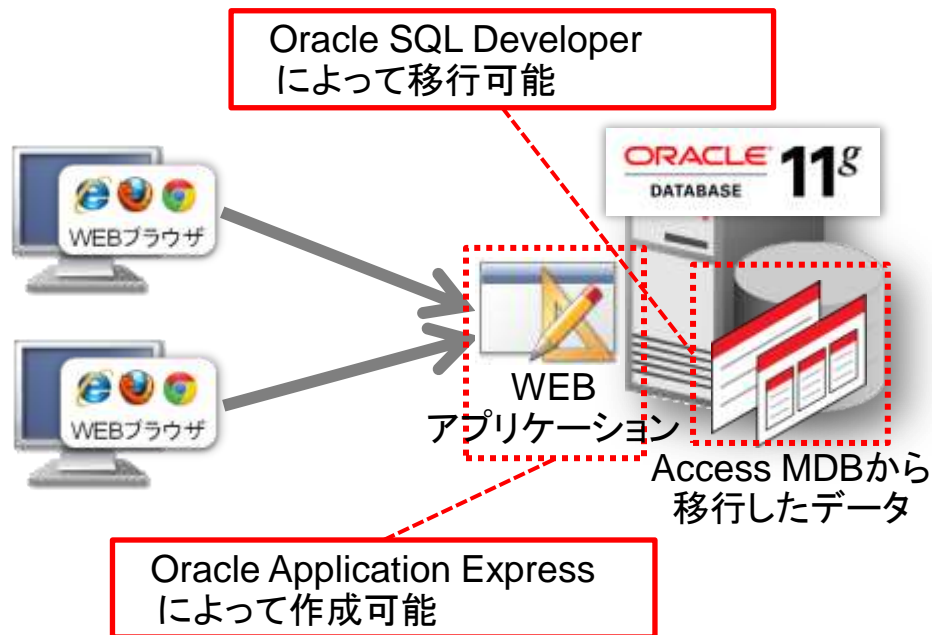 Oracle SQL Developer
によって移行可能
ORACLE
DATABASE 11g
WEBブラウザ
WEBブラウザ
WEB
アプリケーション
Access MDBから
移行したデータ
Oracle Application Express
によって作成可能